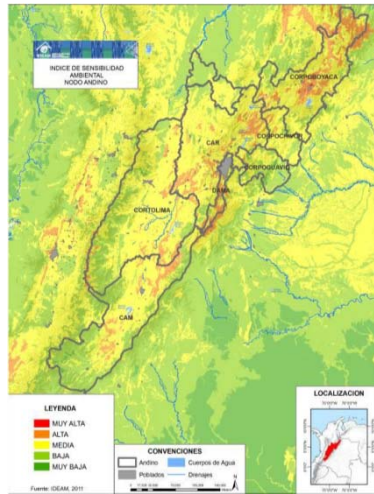 INDICE DE SENSIBILIDAD
AMBIENTAL
NODO ANDINO
CORPOBOYACA
CAR
CORPOCHIVOR
CORPOGUAVIO
DAMA
CORTOLIMA
CAM
LEYENDA
MUY ALTA
ALTA
MEDIA
BAJA
MUY BAJA
Fuente: IDEAM, 2011
CONVENCIONES
Andino
Cuerpos de Agua
Poblados
Drenajes
LOCALIZACION